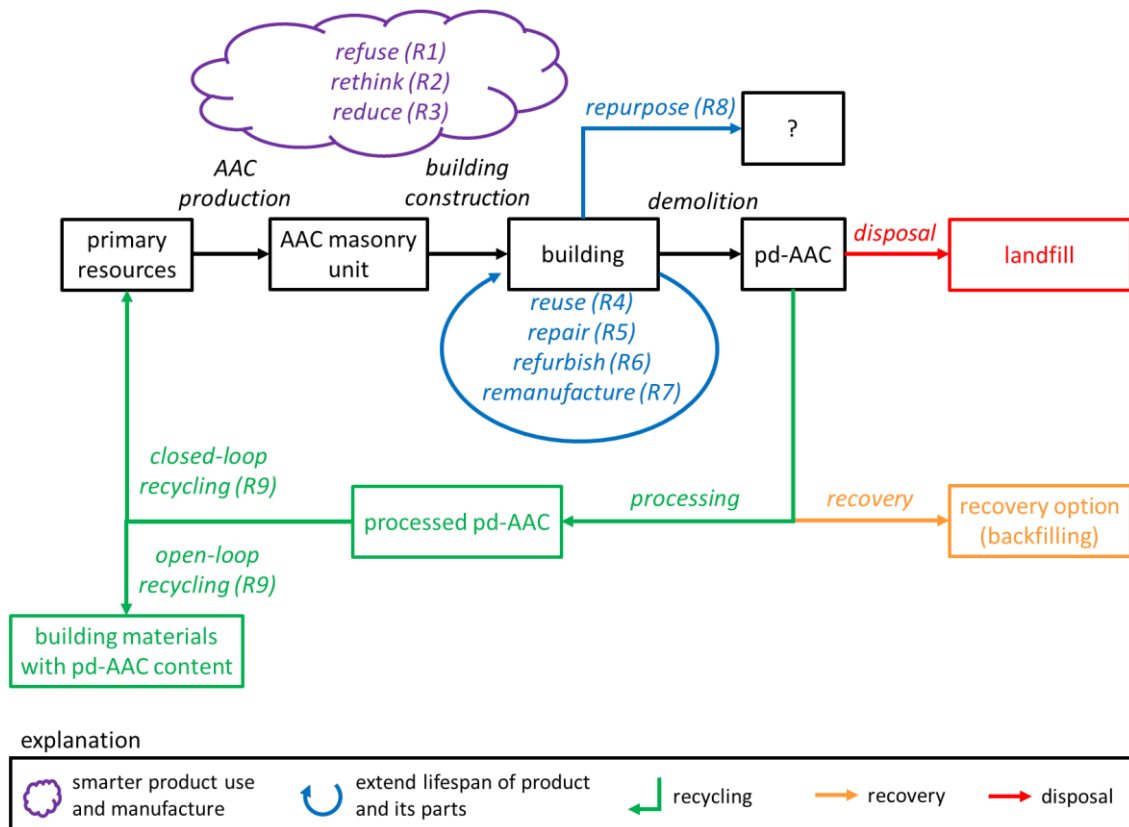 refuse (R1)
rethink (R2)
reduce (R3)
repurpose (R8)
?
AAC
production
building
construction
demolition
primary
resources
AAC masonry
unit
building
pd-AAC
disposal
landfill
reuse (R4)
repair (R5)
refurbish (R6)
remanufacture (R7)
closed-loop
recycling (R9)
processed pd-AAC
processing
recovery
recovery option
(backfilling)
open-loop
recycling (R9)
building materials
with pd-AAC content
explanation
smarter product use
and manufacture
extend lifespan of product
and its parts
recycling
recovery
disposal